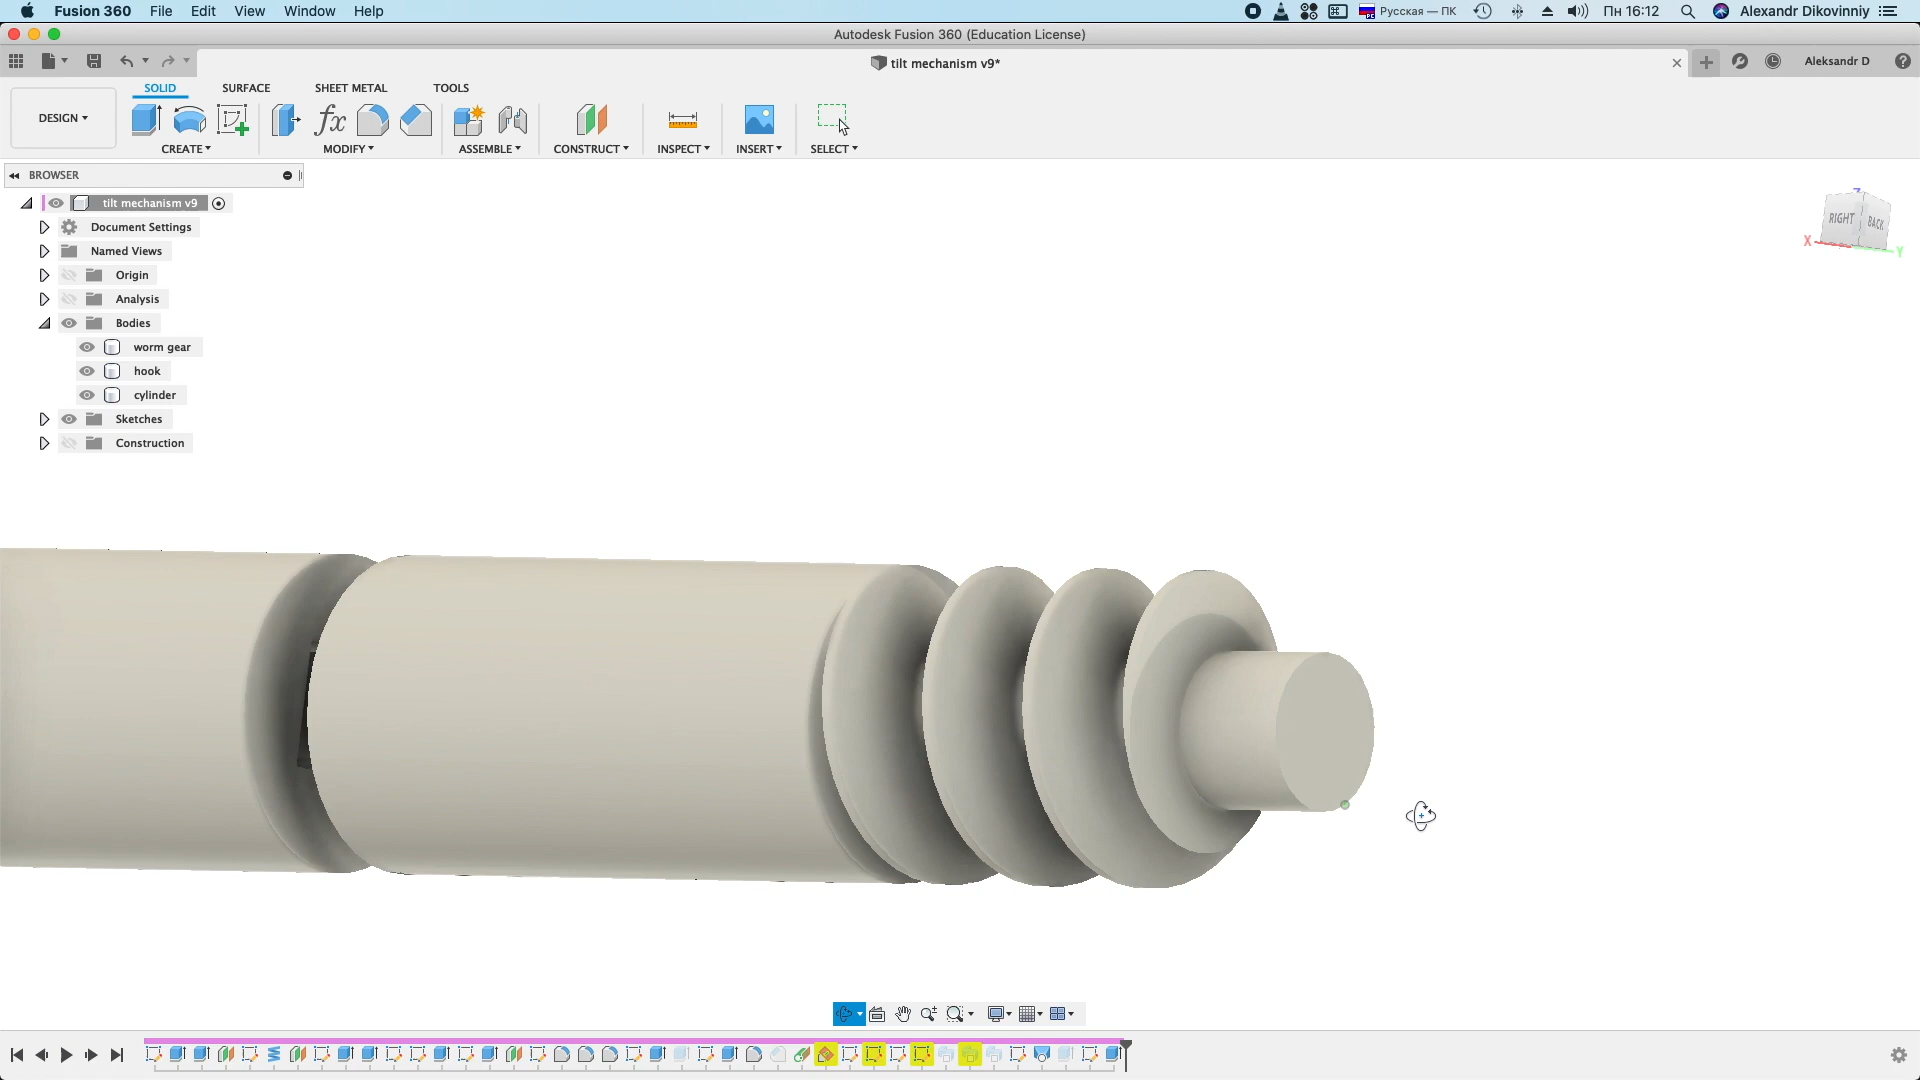 Fusion 360 File Edit View Window Help
Русская — ПК Пн 16:12 Alexandr Dikovinniy
Autodesk Fusion 360 (Education License)
tilt mechanism v9*
Aleksandr D
SOLID SURFACE SHEET METAL TOOLS
DESIGN
CREATE MODIFY ASSEMBLE CONSTRUCT INSPECT INSERT SELECT
BROWSER
tilt mechanism v9
Document Settings
Named Views
Origin
Analysis
Bodies
worm gear
hook
cylinder
Sketches
Construction
Z
RIGHT BACK
X Y